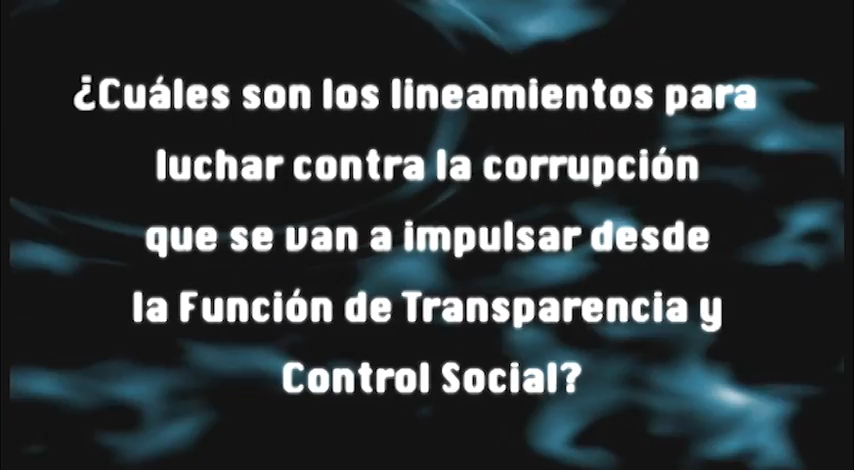 ¿Cuáles son los lineamientos para
luchar contra la corrupción
que se van a impulsar desde
la Función de Transparencia y
Control Social?